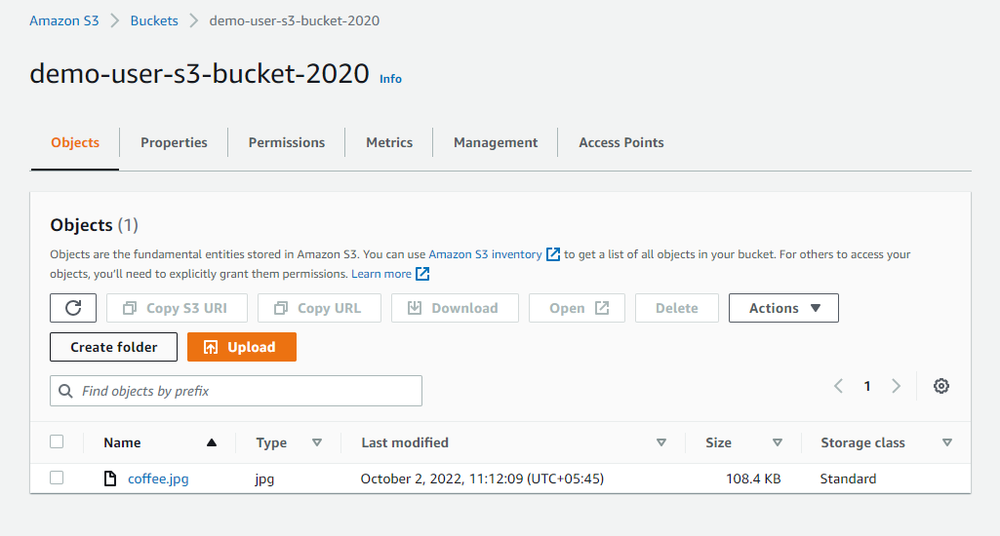 Amazon S3 > Buckets > demo-user-s3-bucket-2020
demo-user-s3-bucket-2020 Info
Objects Properties Permissions Metrics Management Access Points
Objects (1)
Objects are the fundamental entities stored in Amazon S3. You can use Amazon S3 inventory to get a list of all objects in your bucket. For others to access your
objects, you'll need to explicitly grant them permissions. Learn more
Copy S3 URI Copy URL Download Open Delete Actions
Create folder Upload
Find objects by prefix 1
Name Type Last modified Size Storage class
coffee.jpg jpg October 2, 2022, 11:12:09 (UTC+05:45) 108.4 KB Standard